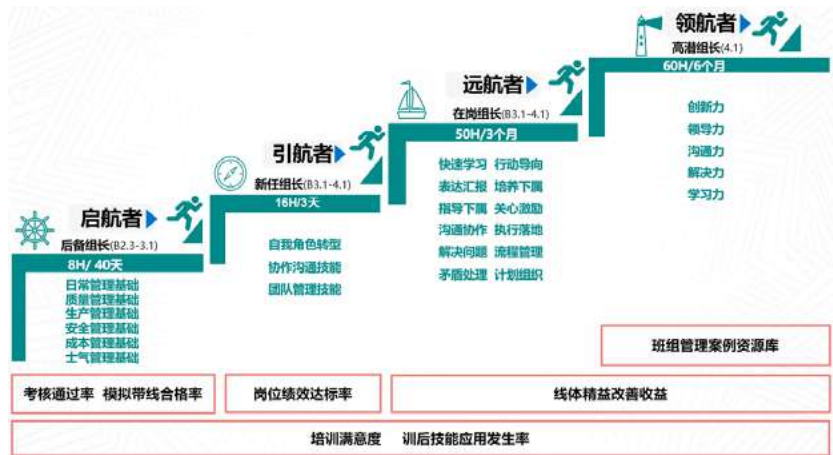 启航者
后备组长(B2.3-3.1)
8H/ 40天
日常管理基础
质量管理基础
生产管理基础
安全管理基础
成本管理基础
士气管理基础
引航者
新任组长(B3.1-4.1)
16H/3天
自我角色转型
协作沟通技能
团队管理技能
远航者
在岗组长(B3.1-4.1)
50H/3个月
快速学习 行动导向
表达汇报 培养下属
指导下属 关心激励
沟通协作 执行落地
解决问题 流程管理
矛盾处理 计划组织
领航者
高潜组长(4.1)
60H/6个月
创新力
领导力
沟通力
解决力
学习力
班组管理案例资源库
考核通过率 模拟带线合格率
岗位绩效达标率
线体精益改善收益
培训满意度 训后技能应用发生率